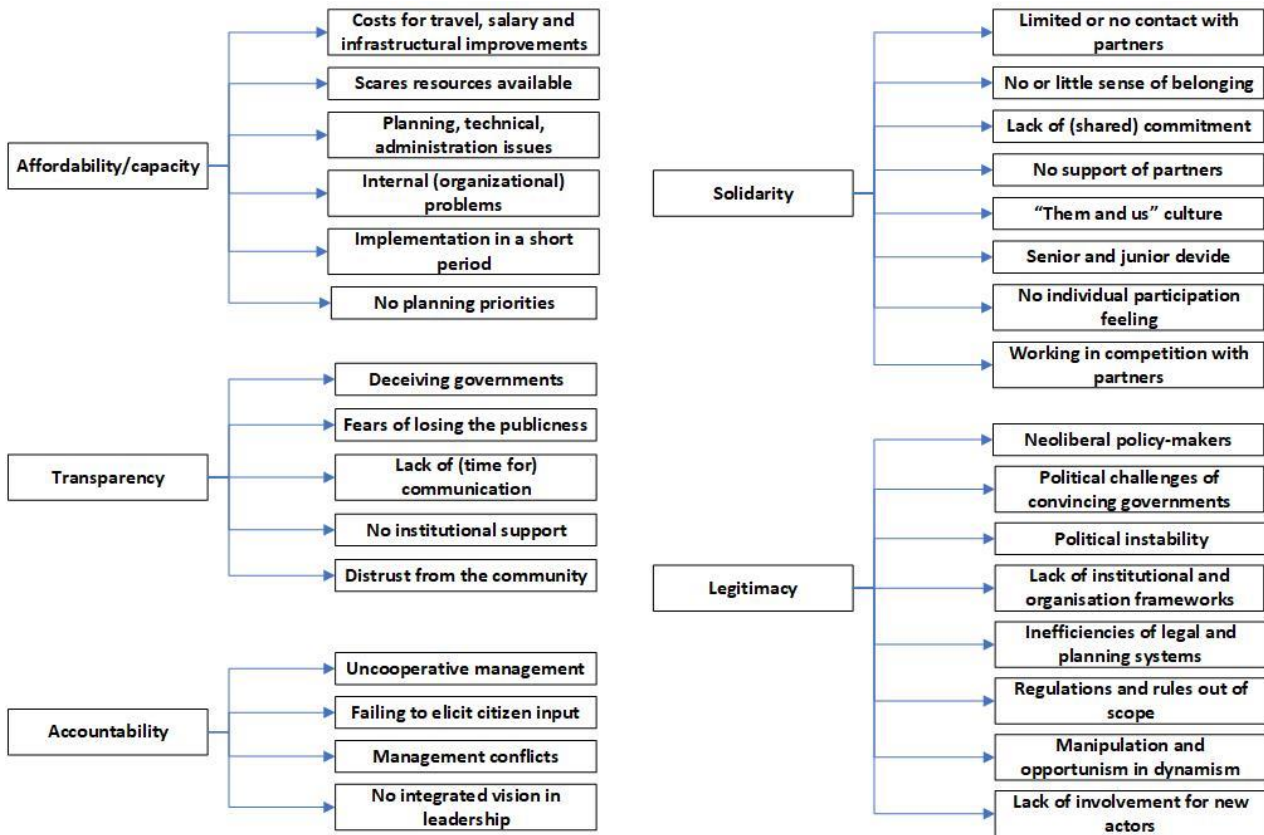 Affordability/capacity
Costs for travel, salary and
infrastructural improvements
Scares resources available
Planning, technical,
administration issues
Internal (organizational)
problems
Implementation in a short
period
No planning priorities
Transparency
Deceiving governments
Fears of losing the publicness
Lack of (time for)
communication
No institutional support
Distrust from the community
Accountability
Uncooperative management
Failing to elicit citizen input
Management conflicts
No integrated vision in
leadership
Solidarity
Limited or no contact with
partners
No or little sense of belonging
Lack of (shared) commitment
No support of partners
“Them and us” culture
Senior and junior devide
No individual participation
feeling
Working in competition with
partners
Legitimacy
Neoliberal policy-makers
Political challenges of
convincing governments
Political instability
Lack of institutional and
organisation frameworks
Inefficiencies of legal and
planning systems
Regulations and rules out of
scope
Manipulation and
opportunism in dynamism
Lack of involvement for new
actors